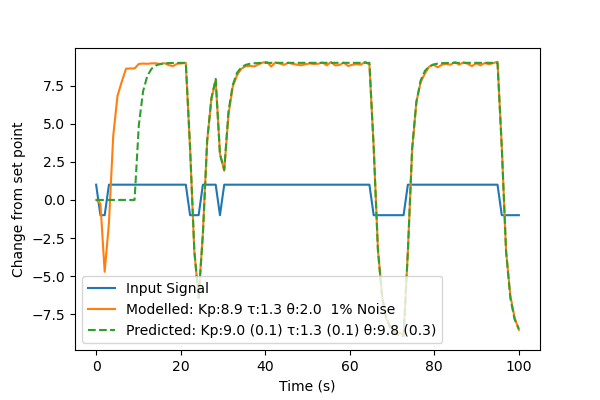 7.5
5.0
2.5
0.0
−2.5
−5.0
−7.5
Change from set point
Input Signal
Modelled: Kp:8.9 τ:1.3 θ:2.0  1% Noise
Predicted: Kp:9.0 (0.1) τ:1.3 (0.1) θ:9.8 (0.3)
0 20 40 60 80 100
Time (s)